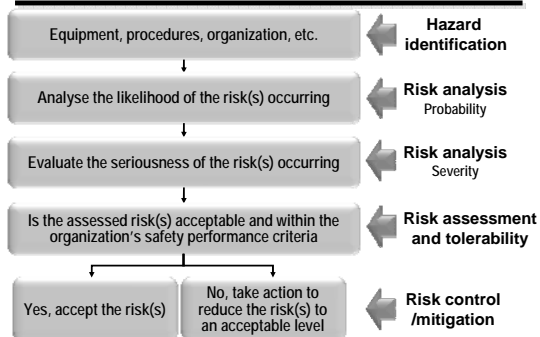 Equipment, procedures, organization, etc.
Hazard
identification
Analyse the likelihood of the risk(s) occurring
Risk analysis
Probability
Evaluate the seriousness of the risk(s) occurring
Risk analysis
Severity
Is the assessed risk(s) acceptable and within the
organization's safety performance criteria
Risk assessment
and tolerability
Yes, accept the risk(s)
No, take action to
reduce the risk(s) to
an acceptable level
Risk control
/mitigation